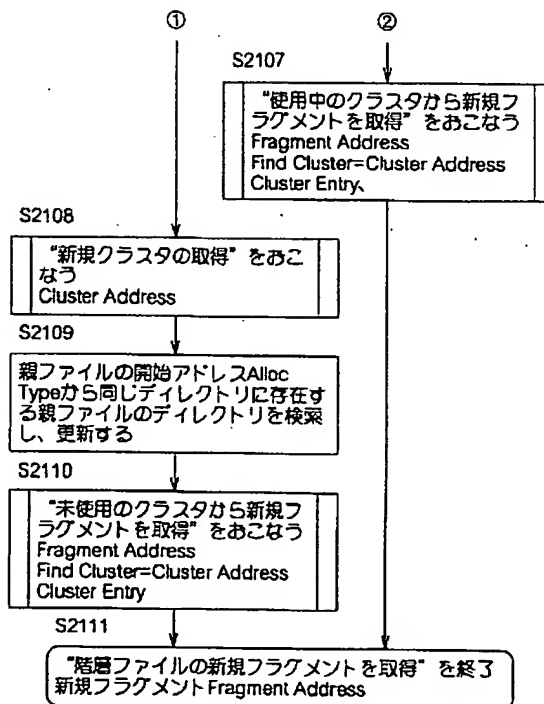 ①
②
S2107
“使用中のクラスタから新規フ
ラグメントを取得”をおこなう
Fragment Address
Find Cluster=Cluster Address
Cluster Entry、
S2108
“新規クラスタの取得”をおこ
なう
Cluster Address
S2109
親ファイルの開始アドレスAlloc
Typeから同じディレクトリに存在す
る親ファイルのディレクトリを検索
し、更新する
S2110
“未使用のクラスタから新規フ
ラグメントを取得”をおこなう
Fragment Address
Find Cluster=Cluster Address
Cluster Entry
S2111
“階層ファイルの新規フラグメントを取得”を終了
新規フラグメントFragment Address